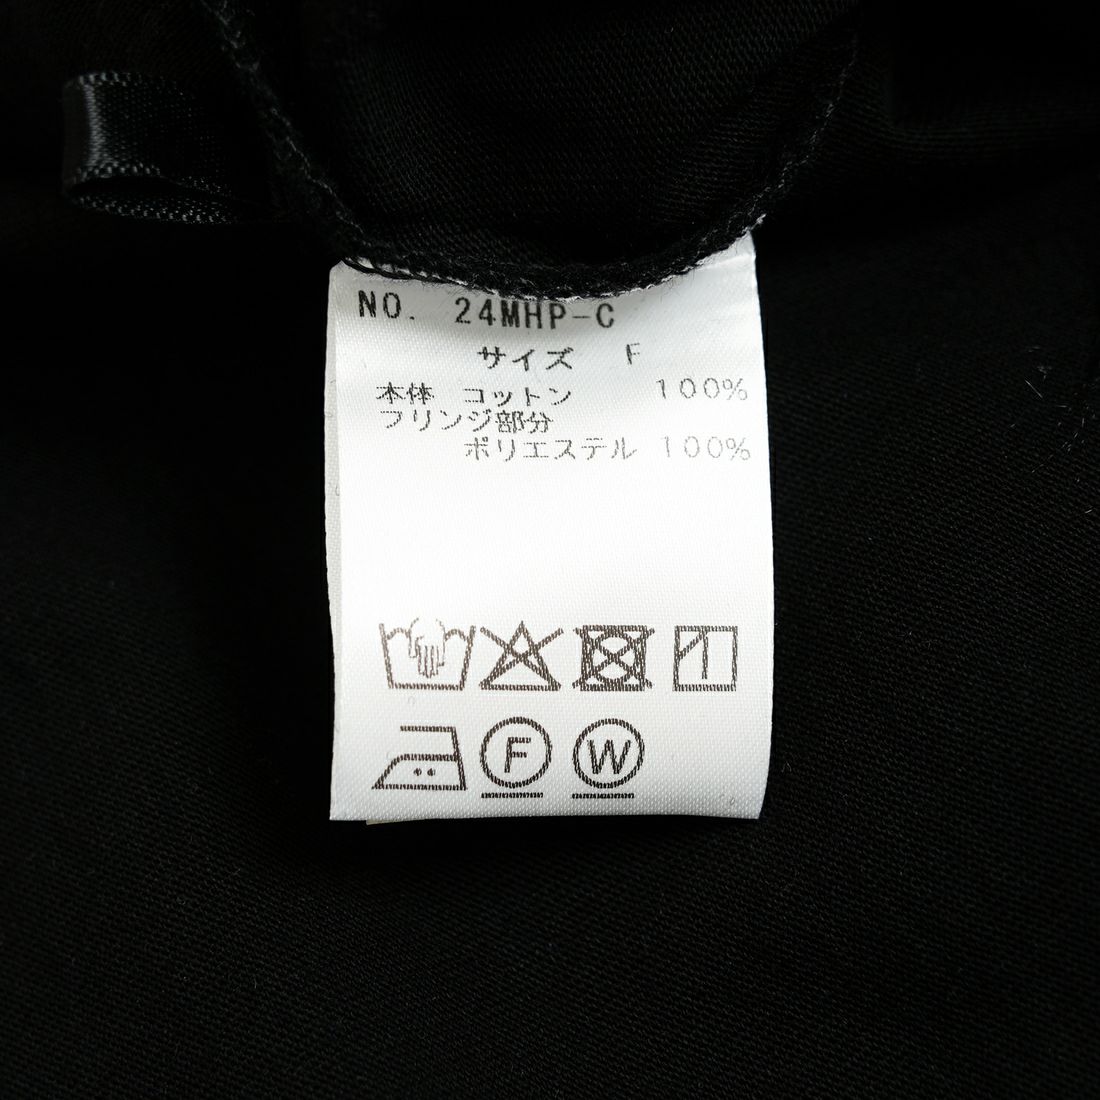 NO. 24MHP-C
サイズ F
本体 コットン 100%
フリンジ部分
ポリエステル 100%
F W